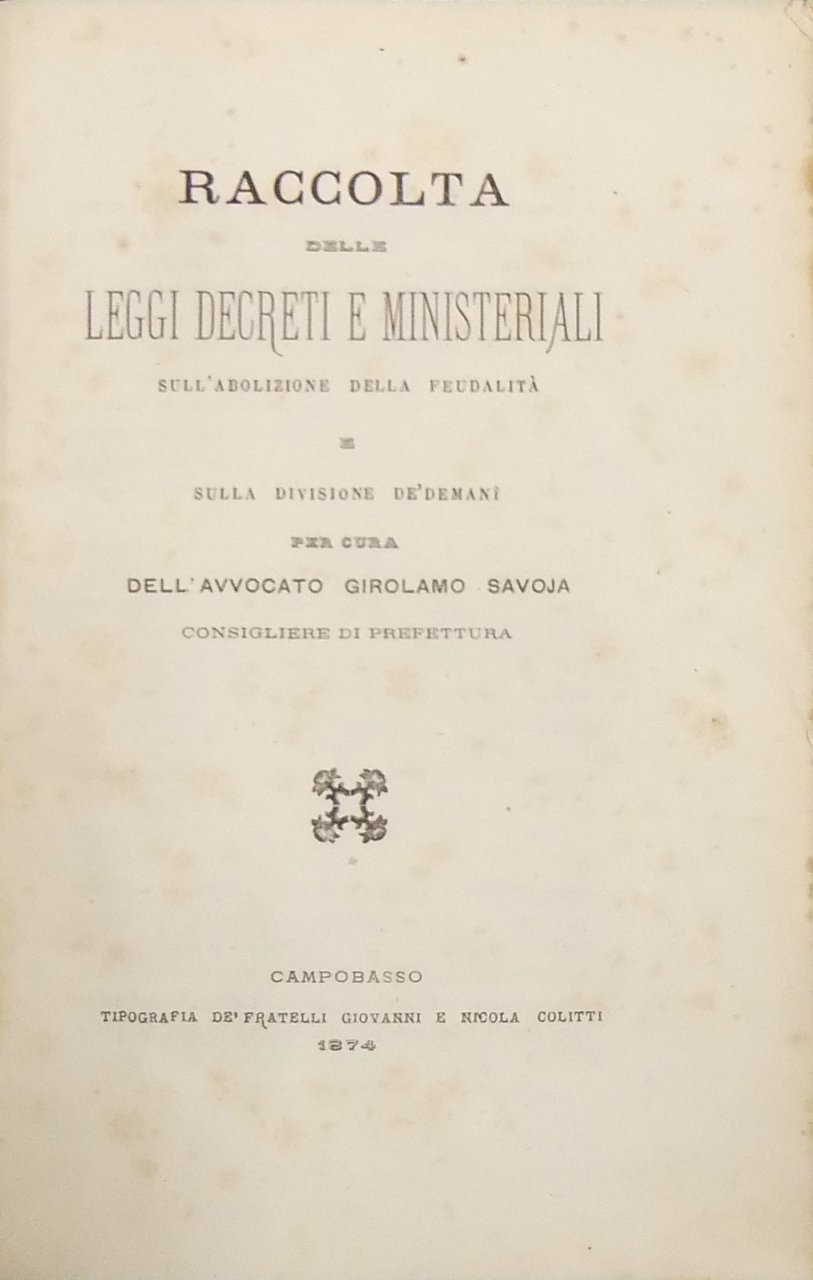 RACCOLTA
DELLE
LEGGI DECRETI E MINISTERIALI
SULL'ABOLIZIONE DELLA FEUDALITÀ
E
SULLA DIVISIONE DE'DEMANÎ
PER CURA
DELL'AVVOCATO GIROLAMO SAVOJA
CONSIGLIERE DI PREFETTURA
CAMPOBASSO
TIPOGRAFIA DE' FRATELLI GIOVANNI E NICOLA COLITTI
1874